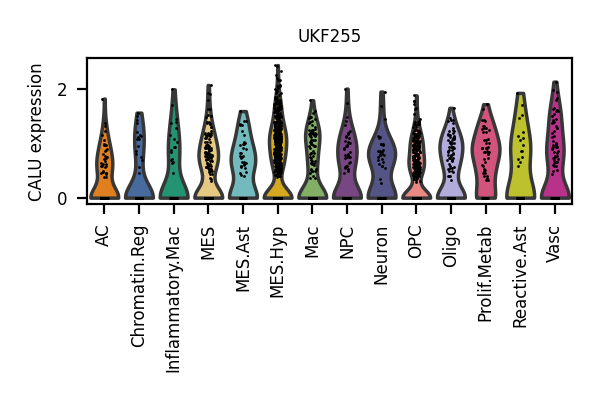 UKF255
CALU expression
2
0
AC
Chromatin.Reg
Inflammatory.Mac
MES
MES.Ast
MES.Hyp
Mac
NPC
Neuron
OPC
Oligo
Prolif.Metab
Reactive.Ast
Vasc